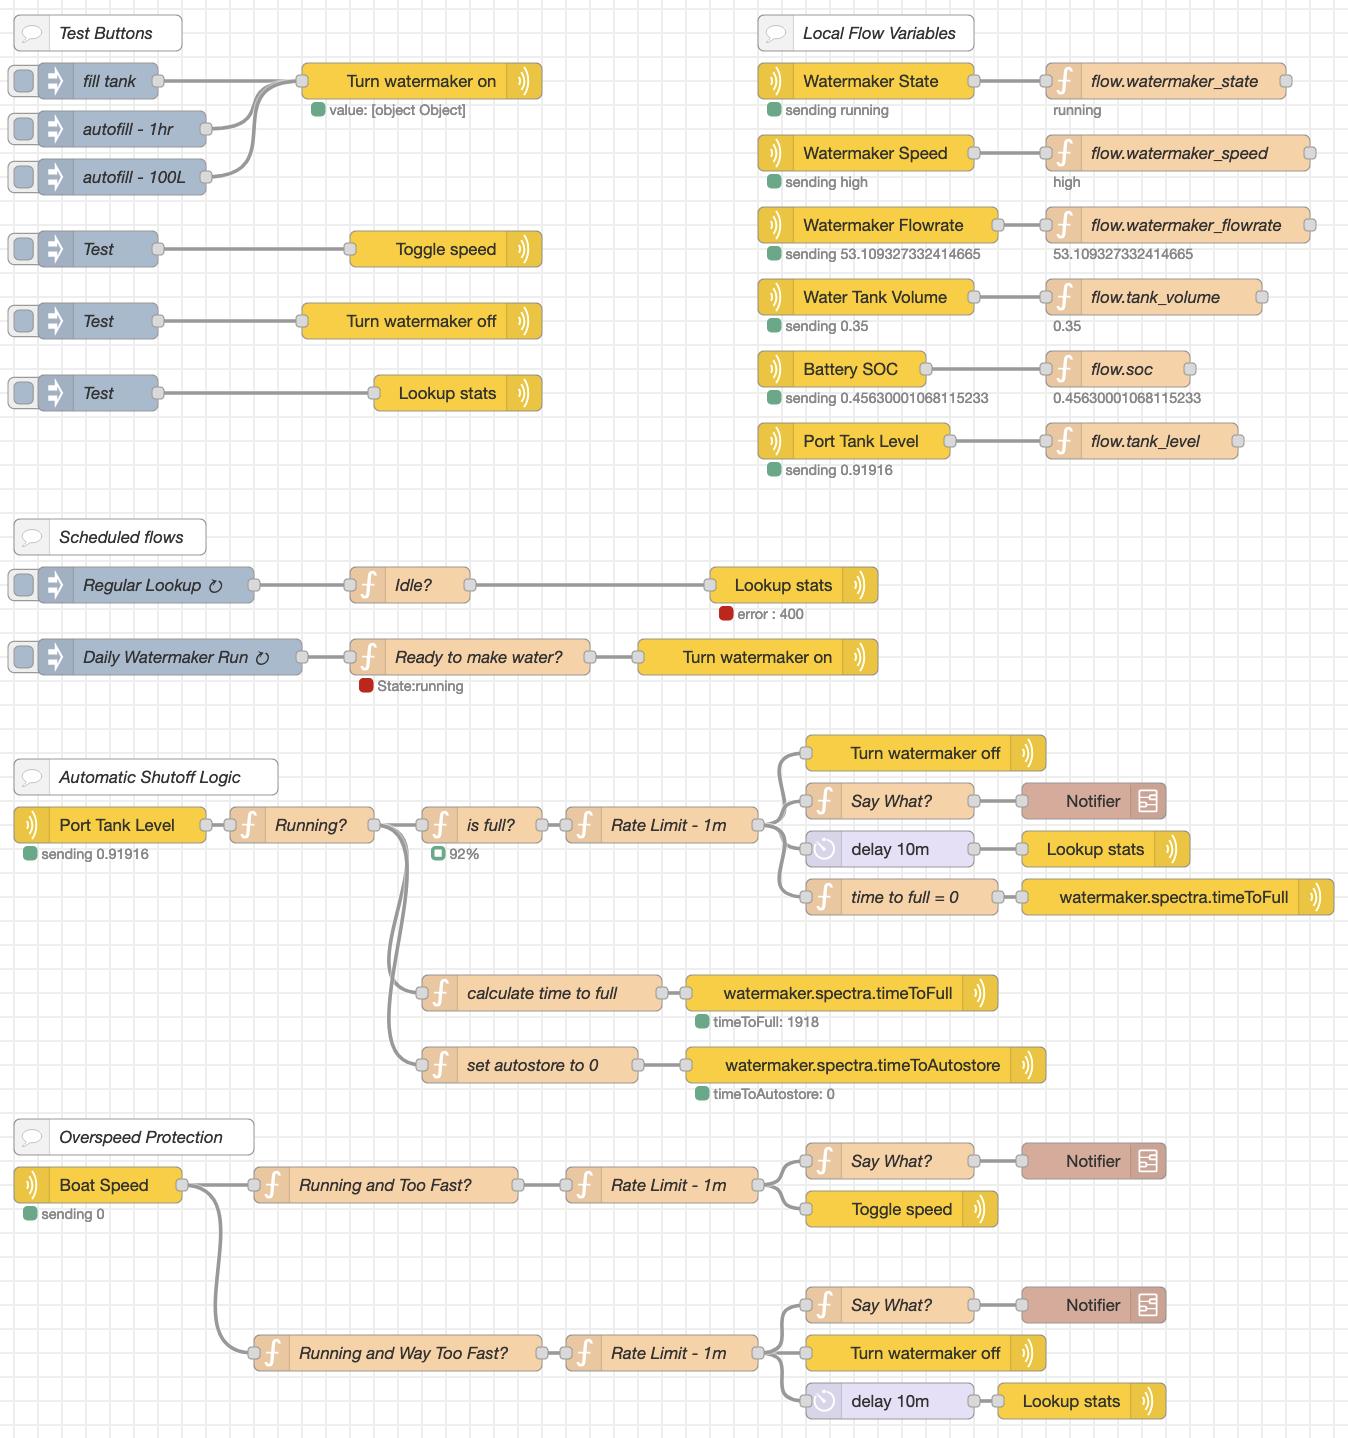 Test Buttons
fill tank
Turn watermaker on
value: [object Object]
autofill - 1hr
autofill - 100L
Test
Toggle speed
Test
Turn watermaker off
Test
Lookup stats
Local Flow Variables
Watermaker State
flow.watermaker_state
sending running
running
Watermaker Speed
flow.watermaker_speed
sending high
high
Watermaker Flowrate
flow.watermaker_flowrate
sending 53.109327332414665
53.109327332414665
Water Tank Volume
flow.tank_volume
sending 0.35
0.35
Battery SOC
flow.soc
sending 0.45630001068115233
0.45630001068115233
Port Tank Level
flow.tank_level
sending 0.91916
Scheduled flows
Regular Lookup ↻
Idle?
Lookup stats
error : 400
Daily Watermaker Run ↻
Ready to make water?
Turn watermaker on
State:running
Automatic Shutoff Logic
Port Tank Level
sending 0.91916
Running?
is full?
92%
Rate Limit - 1m
Turn watermaker off
Say What?
Notifier
delay 10m
Lookup stats
time to full = 0
watermaker.spectra.timeToFull
calculate time to full
watermaker.spectra.timeToFull
timeToFull: 1918
set autostore to 0
watermaker.spectra.timeToAutostore
timeToAutostore: 0
Overspeed Protection
Boat Speed
sending 0
Running and Too Fast?
Rate Limit - 1m
Say What?
Notifier
Toggle speed
Running and Way Too Fast?
Rate Limit - 1m
Say What?
Notifier
Turn watermaker off
delay 10m
Lookup stats